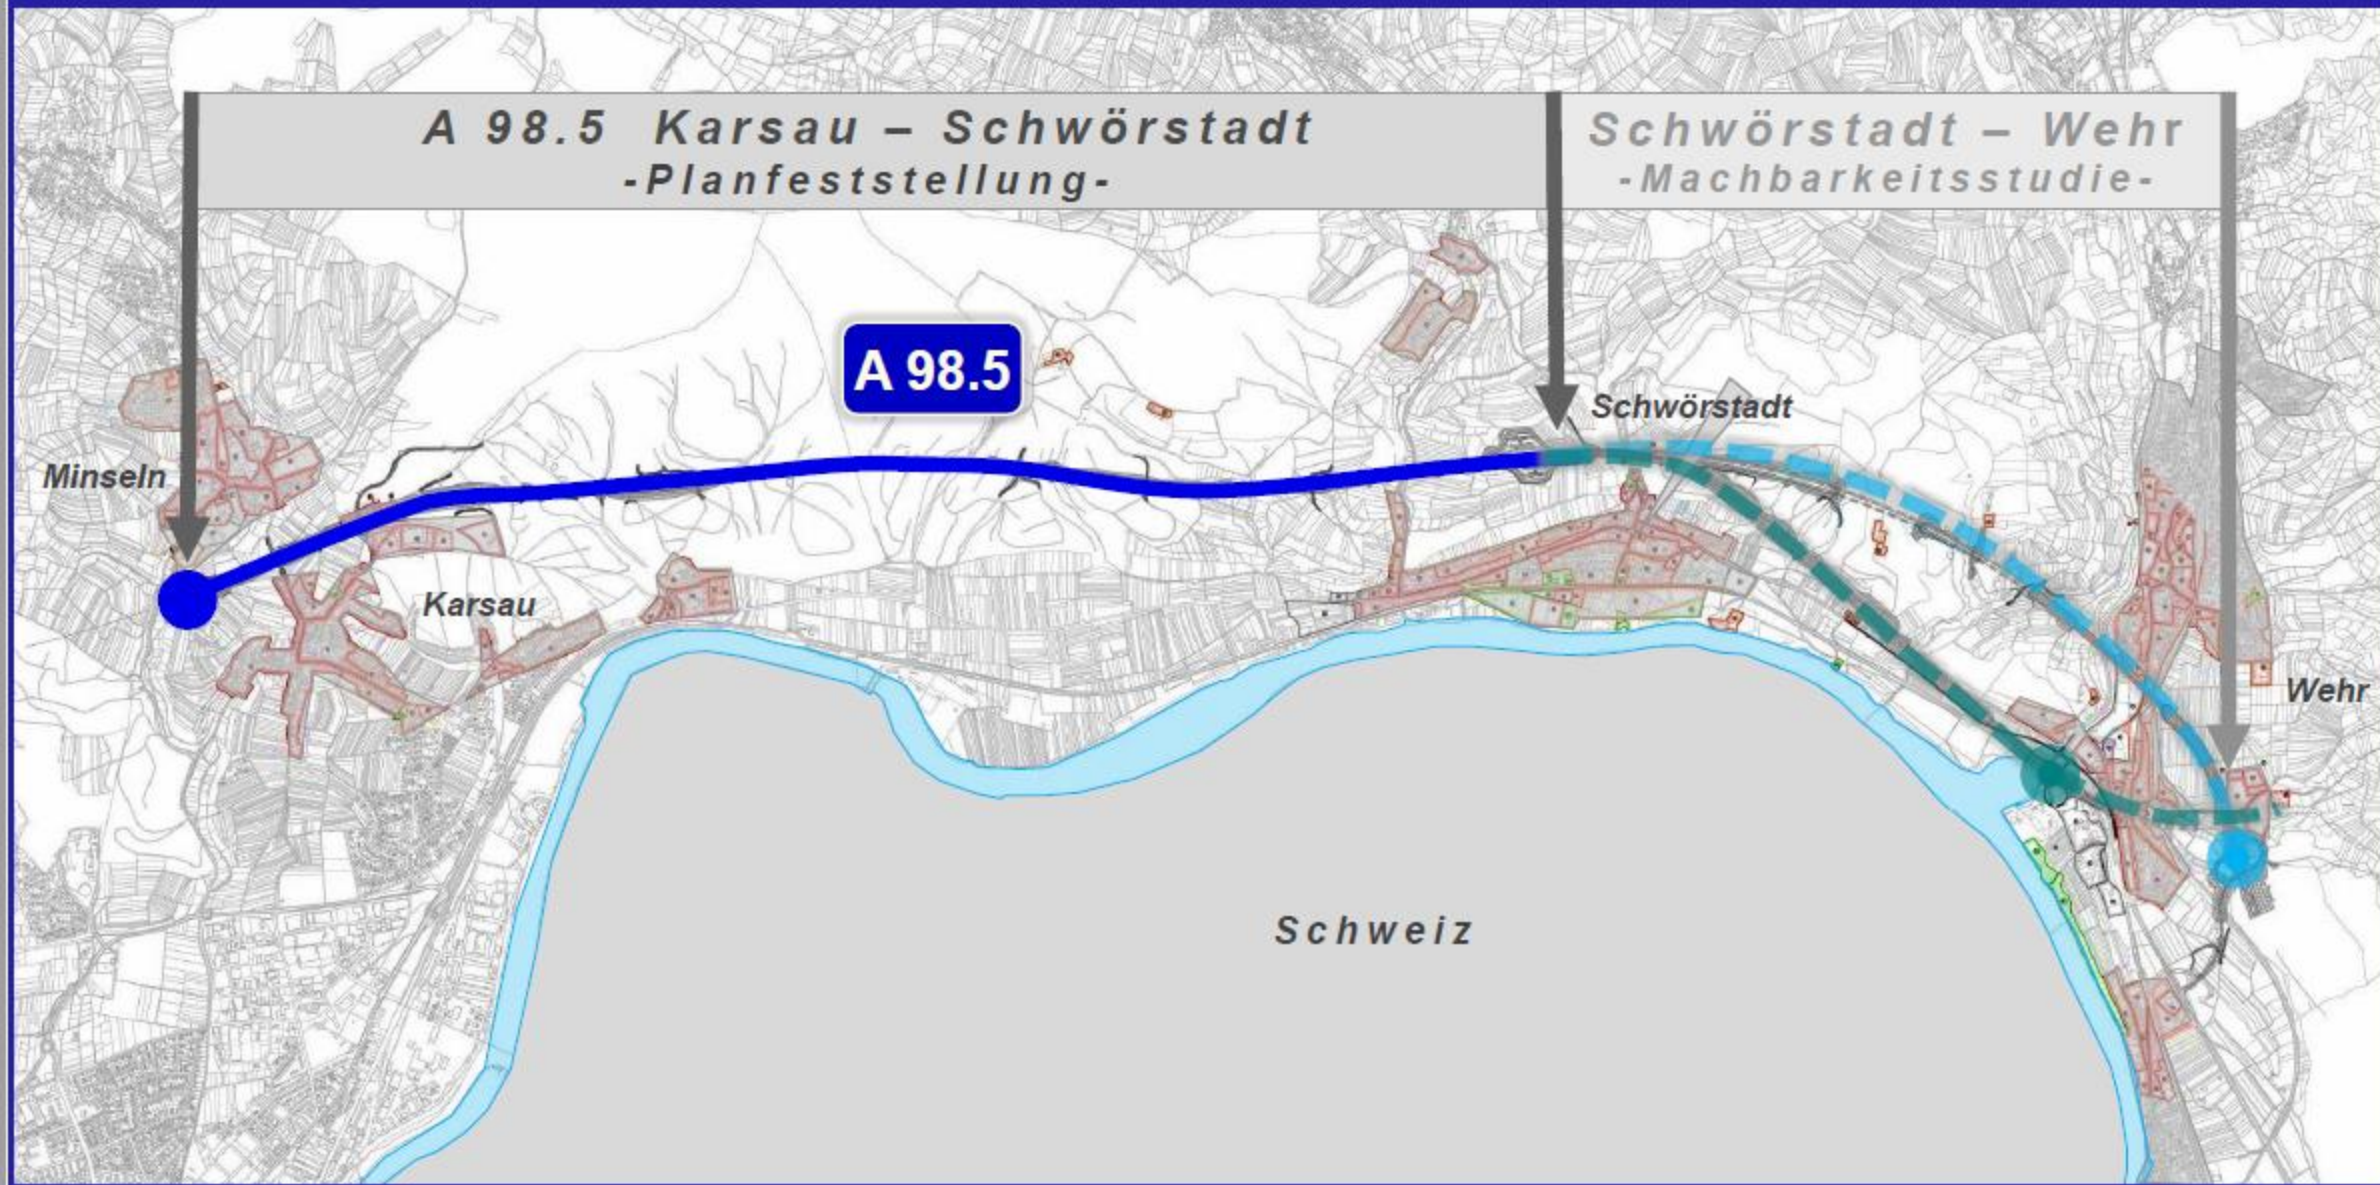 A 98.5 Karsau – Schwörstadt
-Planfeststellung-
Schwörstadt – Wehr
-Machbarkeitsstudie-
A 98.5
Schwörstadt
Minseln
Karsau
Wehr
Schweiz